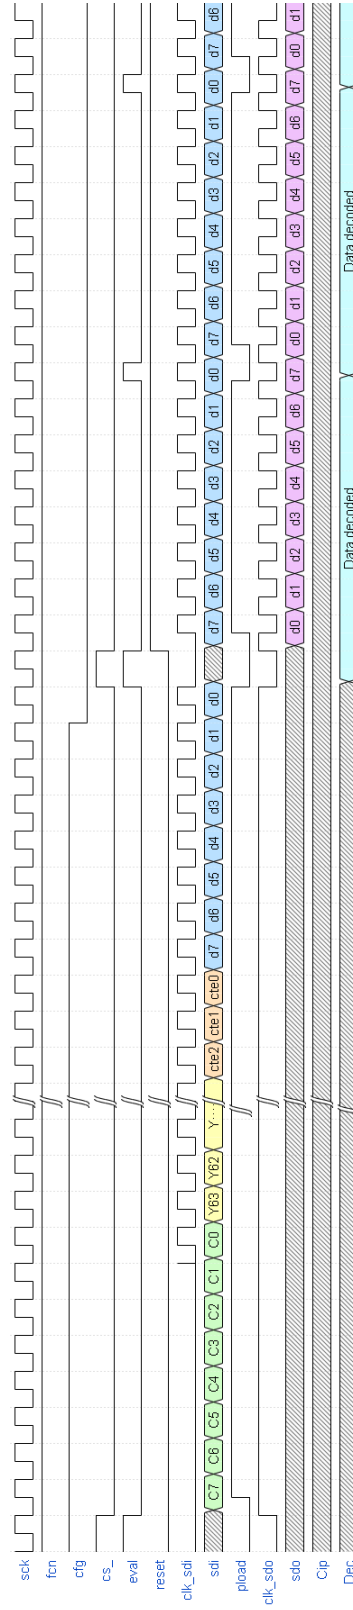 sck
fcn
cfg
cs_
eval
reset
clk_sdi
sdi C7 C6 C5 C4 C3 C2 C1 C0 Y63 Y62 Y... cte2 cte1 cte0 d7 d6 d5 d4 d3 d2 d1 d0 d7 d6 d5 d4 d3 d2 d1 d0 d7 d6 d5 d4 d3 d2 d1 d0 d7 d6
pload
clk_sdo
sdo d0 d1 d2 d3 d4 d5 d6 d7 d0 d1 d2 d3 d4 d5 d6 d7 d0 d1
Cip
Dec Data decoded Data decoded